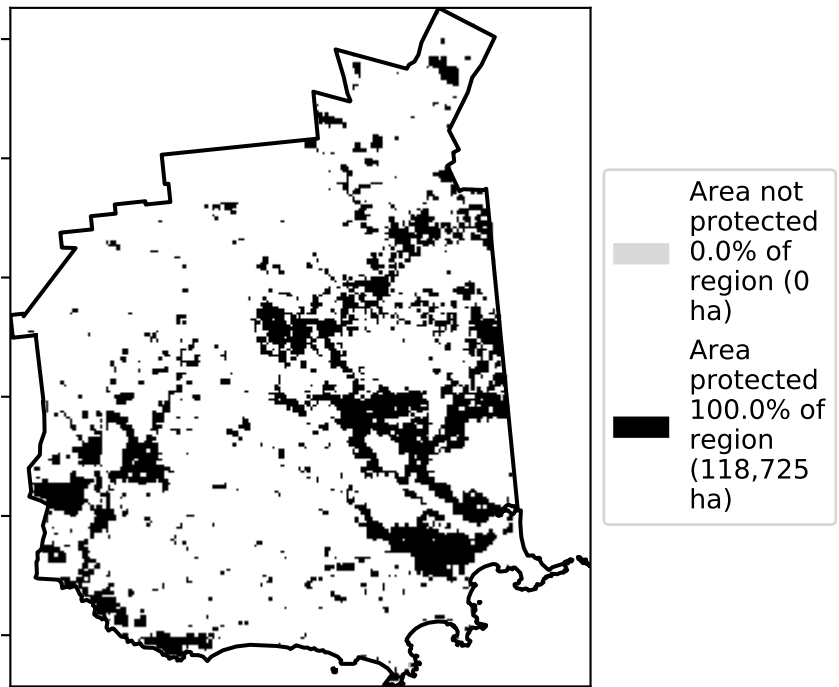 Area not
protected
0.0% of
region (0
ha)
Area
protected
100.0% of
region
(118,725
ha)